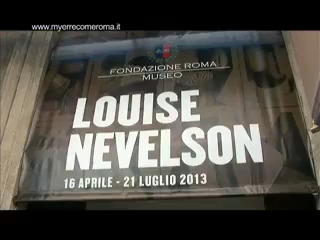 www.myerrecomeroma.it
FONDAZIONE ROMA
MUSEO
LOUISE
NEVELSON
16 APRILE - 21 LUGLIO 2013